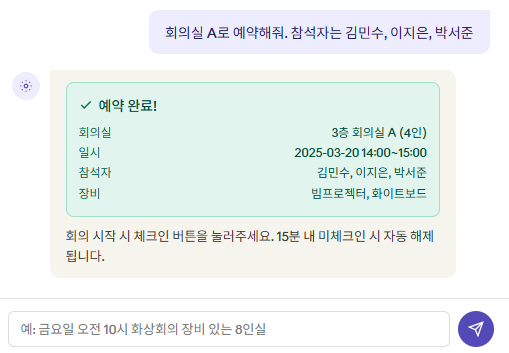 회의실 A로 예약해줘. 참석자는 김민수, 이지은, 박서준
예약 완료!
회의실 3층 회의실 A (4인)
일시 2025-03-20 14:00~15:00
참석자 김민수, 이지은, 박서준
장비 빔프로젝터, 화이트보드
회의 시작 시 체크인 버튼을 눌러주세요. 15분 내 미체크인 시 자동 해제
됩니다.
예: 금요일 오전 10시 화상회의 장비 있는 8인실